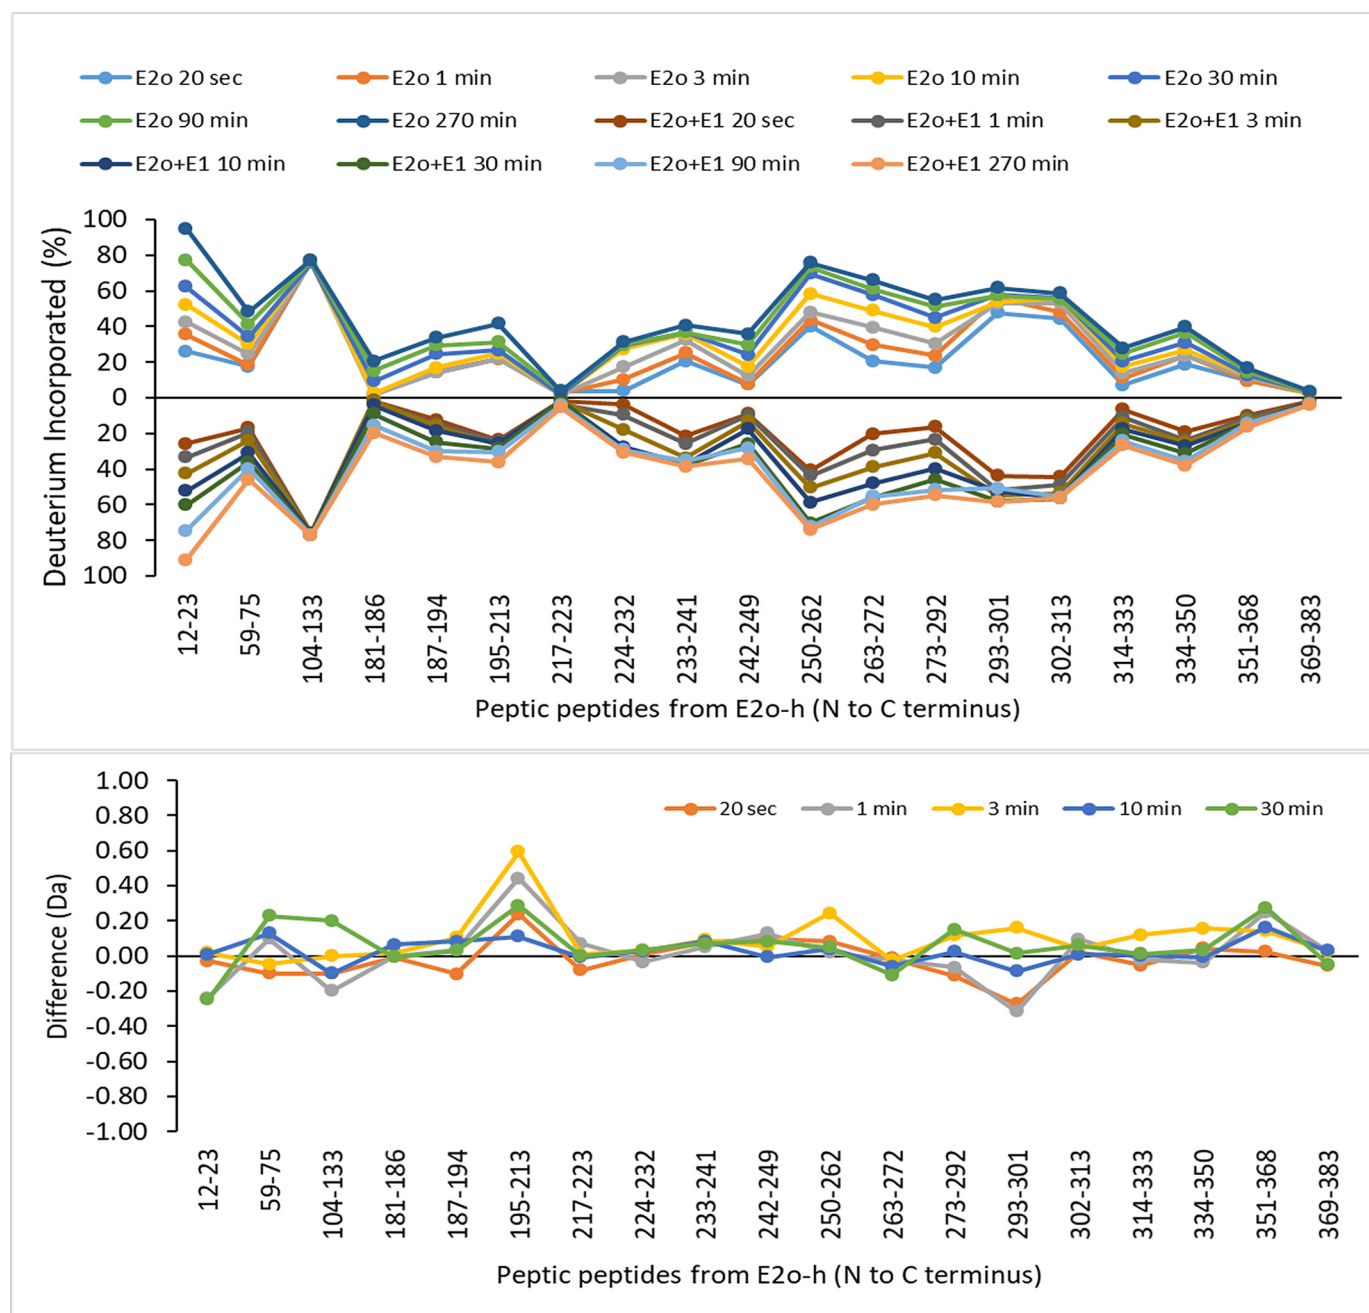 E2o 20 sec E2o 1 min E2o 3 min E2o 10 min E2o 30 min
E2o 90 min E2o 270 min E2o+E1 20 sec E2o+E1 1 min E2o+E1 3 min
E2o+E1 10 min E2o+E1 30 min E2o+E1 90 min E2o+E1 270 min
Deuterium Incorporated (%)
100
80
60
40
20
0
20
40
60
80
100
12-23 59-75 104-133 181-186 187-194 195-213 217-223 224-232 233-241 242-249 250-262 263-272 273-292 293-301 302-313 314-333 334-350 351-368 369-383
Peptic peptides from E2o-h (N to C terminus)
Difference (Da)
1.00
0.80
0.60
0.40
0.20
0.00
-0.20
-0.40
-0.60
-0.80
-1.00
20 sec 1 min 3 min 10 min 30 min
12-23 59-75 104-133 181-186 187-194 195-213 217-223 224-232 233-241 242-249 250-262 263-272 273-292 293-301 302-313 314-333 334-350 351-368 369-383
Peptic peptides from E2o-h (N to C terminus)